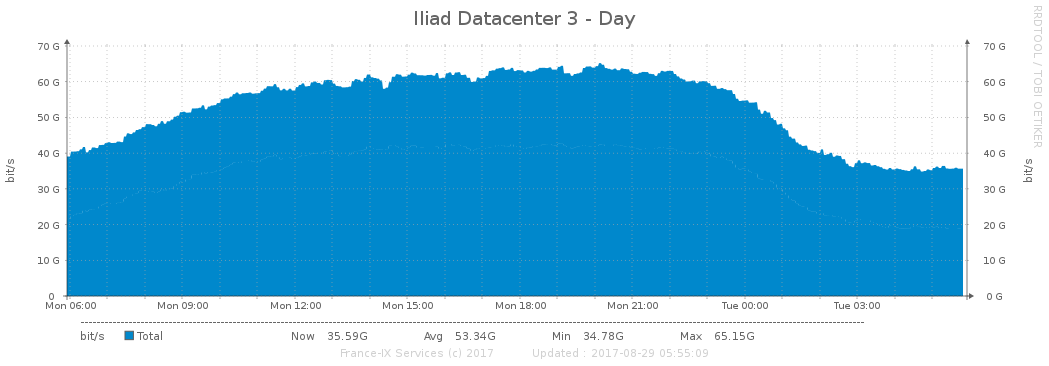 Iliad Datacenter 3 - Day
RRDTOOL / TOBI OETIKER
bit/s
70 G 70 G
60 G 60 G
50 G 50 G
40 G 40 G
30 G 30 G
20 G 20 G
10 G 10 G
0 0 G
bit/s
Mon 06:00 Mon 09:00 Mon 12:00 Mon 15:00 Mon 18:00 Mon 21:00 Tue 00:00 Tue 03:00
bit/s Total Now 35.59G Avg 53.34G Min 34.78G Max 65.15G
France-IX Services (c) 2017 Updated : 2017-08-29 05:55:09